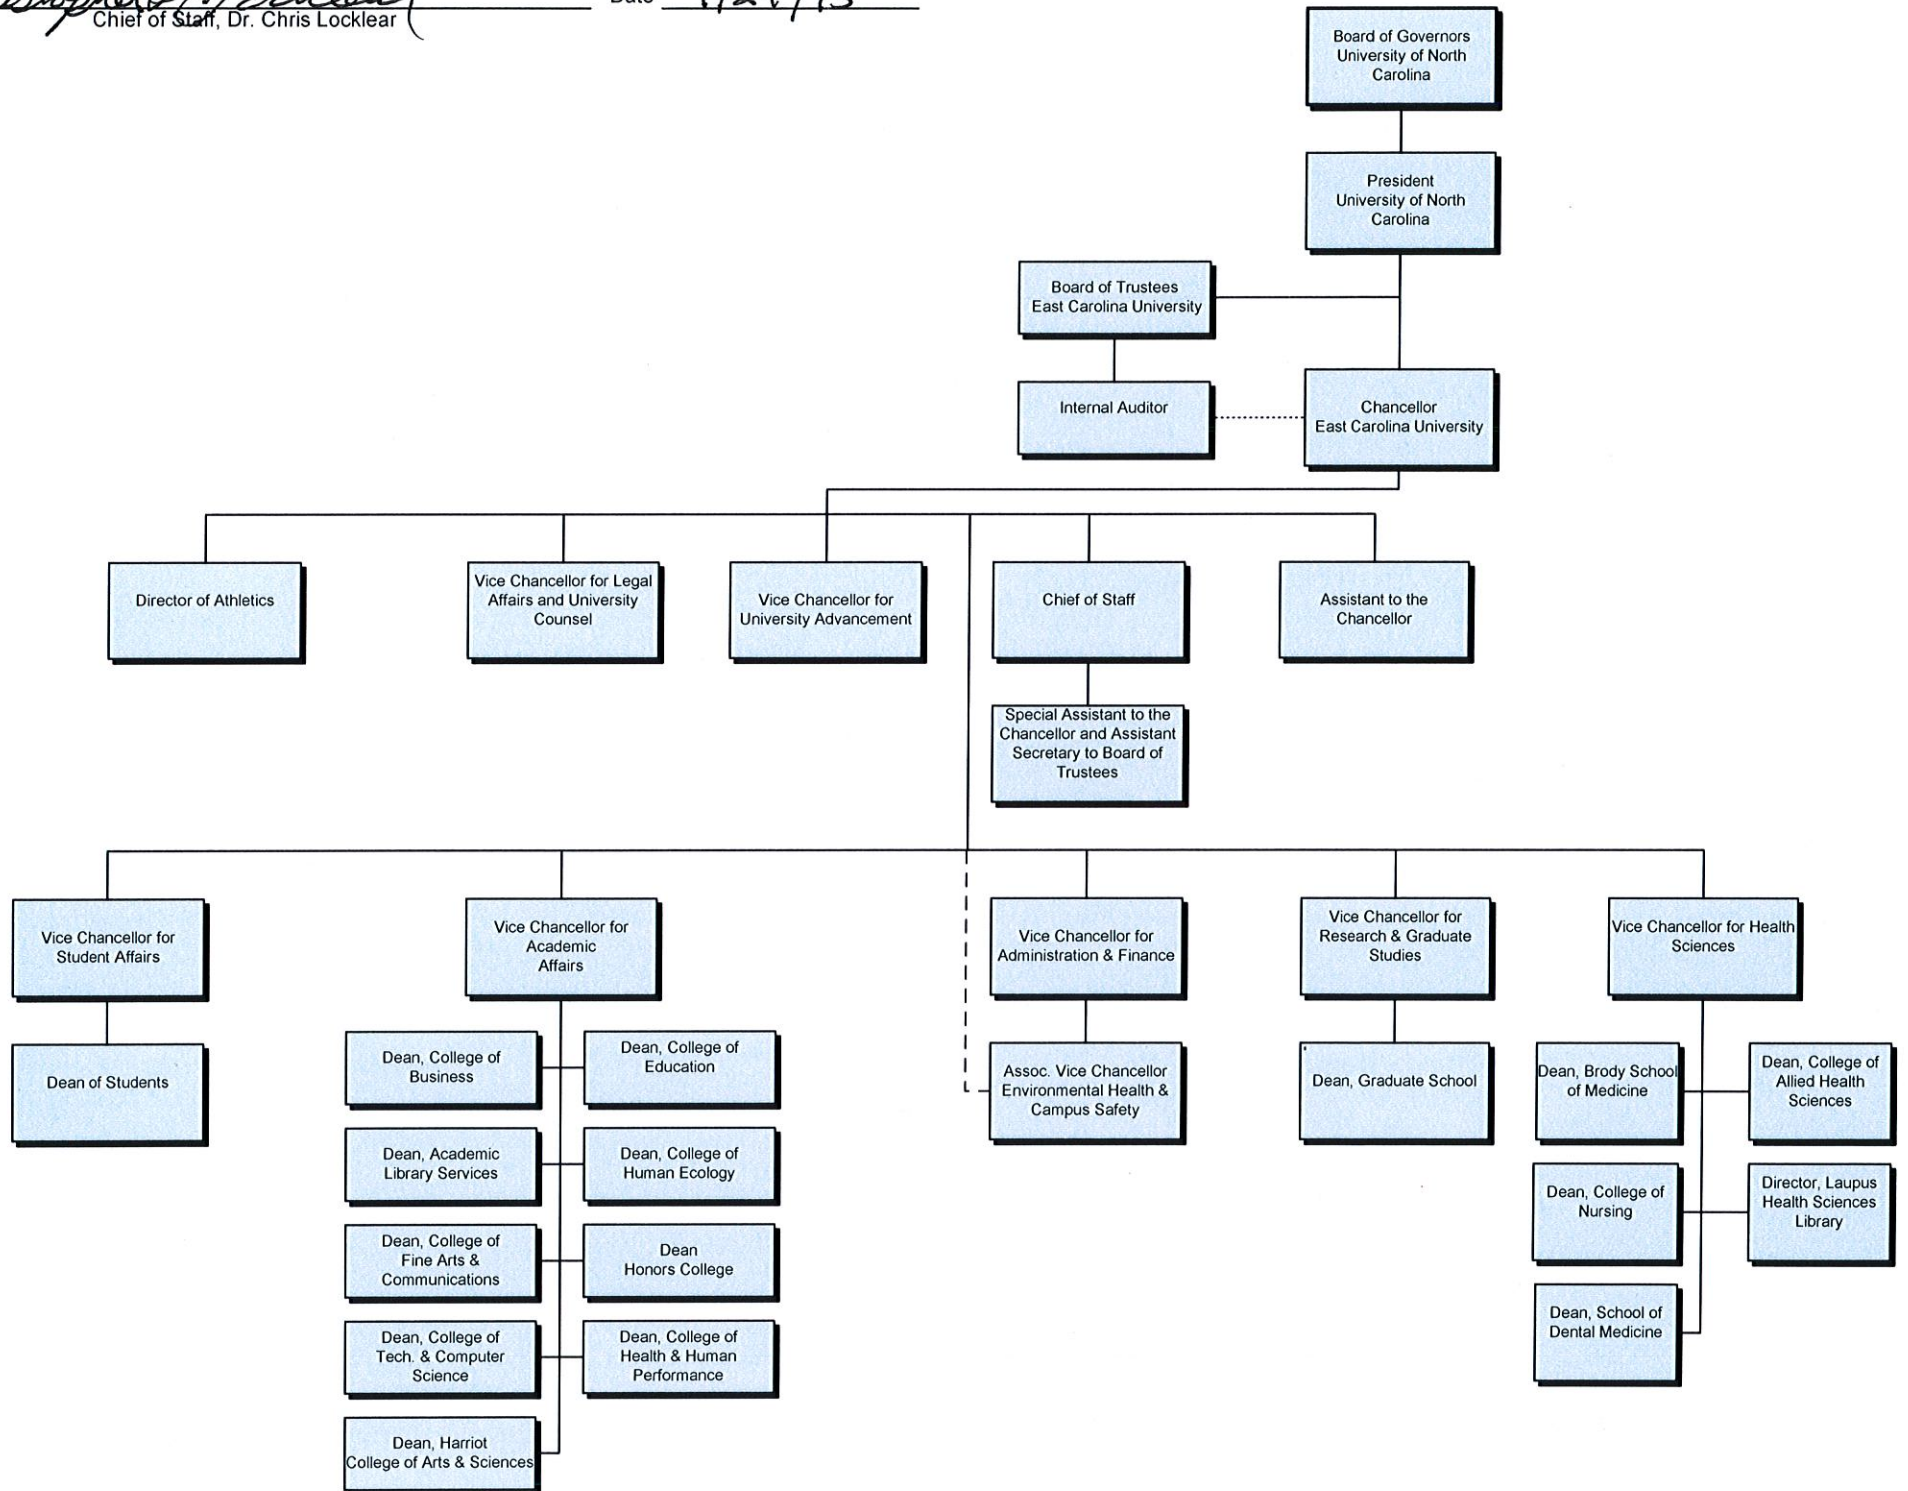 Date
Chief of Staff, Dr. Chris Locklear
Board of Governors
University of North
Carolina
President
University of North
Carolina
Board of Trustees
East Carolina University
Internal Auditor
Chancellor
East Carolina University
Director of Athletics
Vice Chancellor for Legal
Affairs and University
Counsel
Vice Chancellor for
University Advancement
Chief of Staff
Assistant to the
Chancellor
Special Assistant to the
Chancellor and Assistant
Secretary to Board of
Trustees
Vice Chancellor for
Student Affairs
Vice Chancellor for
Academic
Affairs
Vice Chancellor for
Administration & Finance
Vice Chancellor for
Research & Graduate
Studies
Vice Chancellor for Health
Sciences
Dean of Students
Dean, College of
Business
Dean, College of
Education
Dean, Academic
Library Services
Dean, College of
Human Ecology
Dean, College of
Fine Arts &
Communications
Dean
Honors College
Dean, College of
Tech. & Computer
Science
Dean, College of
Health & Human
Performance
Dean, Harriot
College of Arts & Sciences
Assoc. Vice Chancellor
Environmental Health &
Campus Safety
Dean, Graduate School
Dean, Brody School
of Medicine
Dean, College of
Allied Health
Sciences
Dean, College of
Nursing
Director, Laupus
Health Sciences
Library
Dean, School of
Dental Medicine